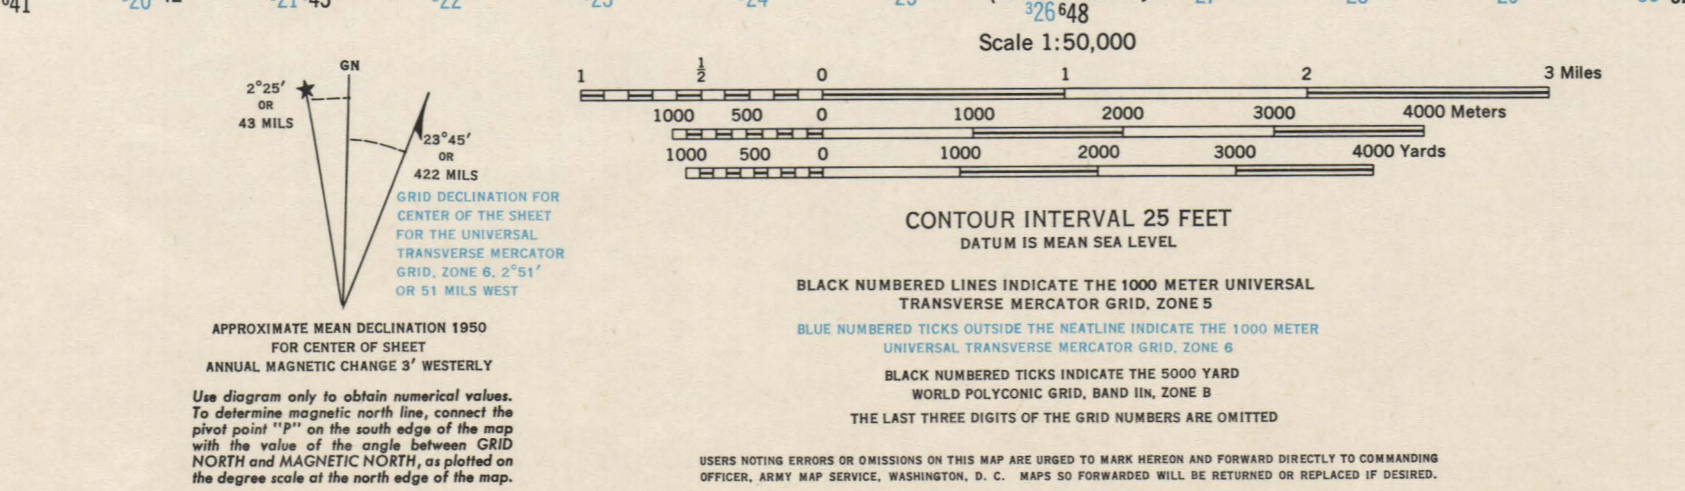 ³26⁶48
Scale 1:50,000
1 ½ 0 1 2 3 Miles
1000 500 0 1000 2000 3000 4000 Meters
1000 500 0 1000 2000 3000 4000 Yards
CONTOUR INTERVAL 25 FEET
DATUM IS MEAN SEA LEVEL
BLACK NUMBERED LINES INDICATE THE 1000 METER UNIVERSAL
TRANSVERSE MERCATOR GRID, ZONE 5
BLUE NUMBERED TICKS OUTSIDE THE NEATLINE INDICATE THE 1000 METER
UNIVERSAL TRANSVERSE MERCATOR GRID, ZONE 6
BLACK NUMBERED TICKS INDICATE THE 5000 YARD
WORLD POLYCONIC GRID, BAND IIN, ZONE B
THE LAST THREE DIGITS OF THE GRID NUMBERS ARE OMITTED
USERS NOTING ERRORS OR OMISSIONS ON THIS MAP ARE URGED TO MARK HEREON AND FORWARD DIRECTLY TO COMMANDING
OFFICER, ARMY MAP SERVICE, WASHINGTON, D. C. MAPS SO FORWARDED WILL BE RETURNED OR REPLACED IF DESIRED.
GN
2°25′
OR
43 MILS
23°45′
OR
422 MILS
GRID DECLINATION FOR
CENTER OF THE SHEET
FOR THE UNIVERSAL
TRANSVERSE MERCATOR
GRID, ZONE 6, 2°51′
OR 51 MILS WEST
APPROXIMATE MEAN DECLINATION 1950
FOR CENTER OF SHEET
ANNUAL MAGNETIC CHANGE 3′ WESTERLY
Use diagram only to obtain numerical values.
To determine magnetic north line, connect the
pivot point "P" on the south edge of the map
with the value of the angle between GRID
NORTH and MAGNETIC NORTH, as plotted on
the degree scale at the north edge of the map.